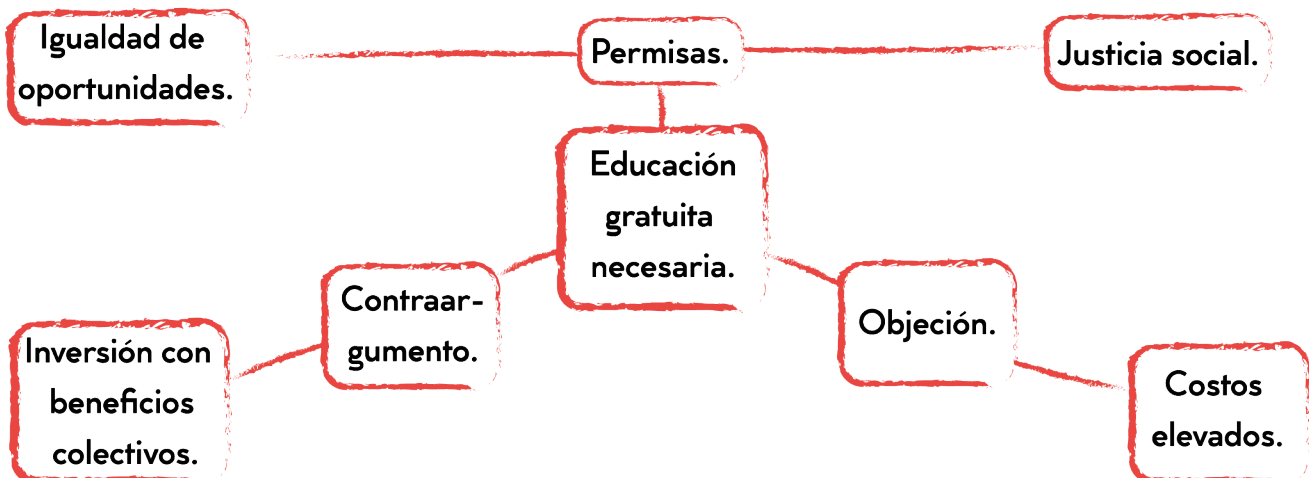 Igualdad de
oportunidades.
Permisas.
Justicia social.
Educación
gratuita
necesaria.
Contraar-
gumento.
Objeción.
Inversión con
beneficios
colectivos.
Costos
elevados.